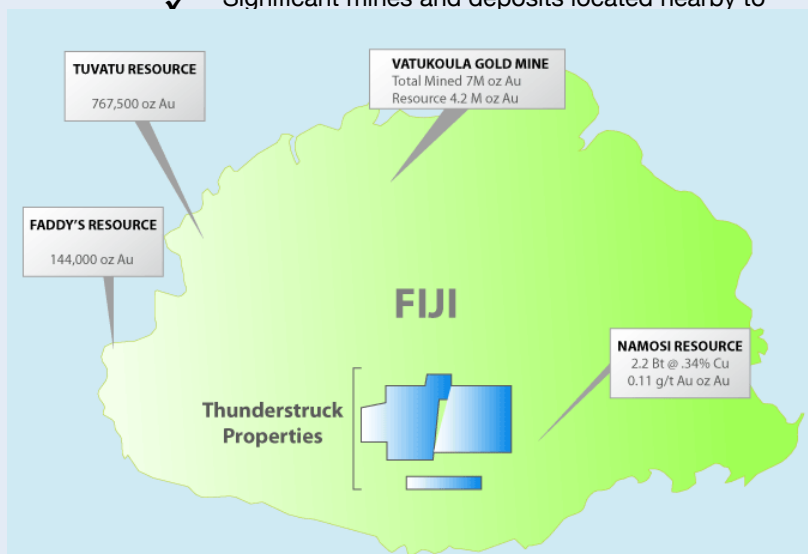 ✓ Significant mines and deposits located nearby to
TUVATU RESOURCE
767,500 oz Au
VATUKOULA GOLD MINE
Total Mined 7M oz Au
Resource 4.2 M oz Au
FADDY'S RESOURCE
144,000 oz Au
FIJI
NAMOSI RESOURCE
2.2 Bt @ .34% Cu
0.11 g/t Au oz Au
Thunderstruck
Properties